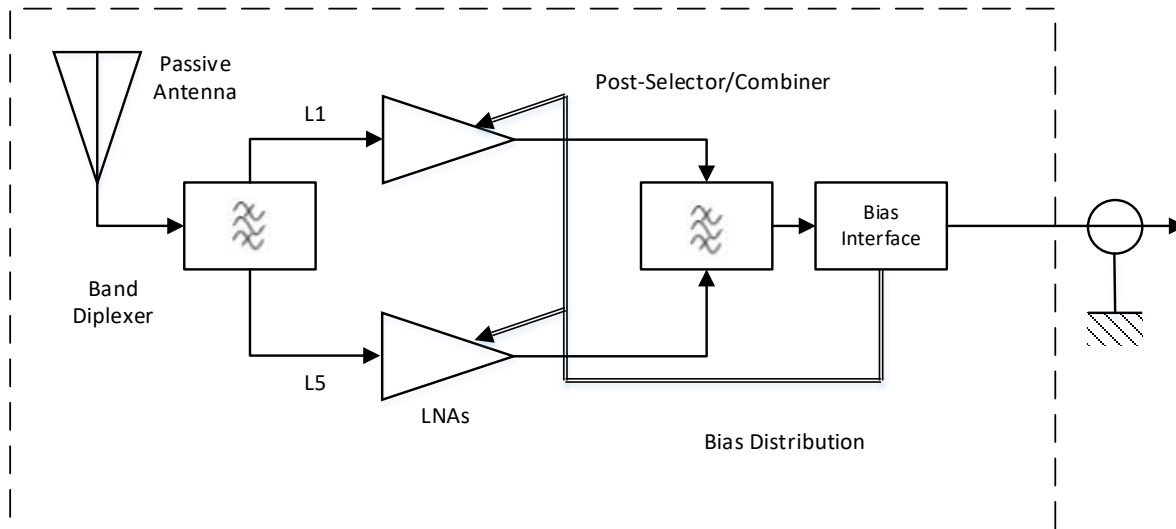 Passive
Antenna
Post-Selector/Combiner
L1
Bias
Interface
Band
Diplexer
L5
LNAs
Bias Distribution